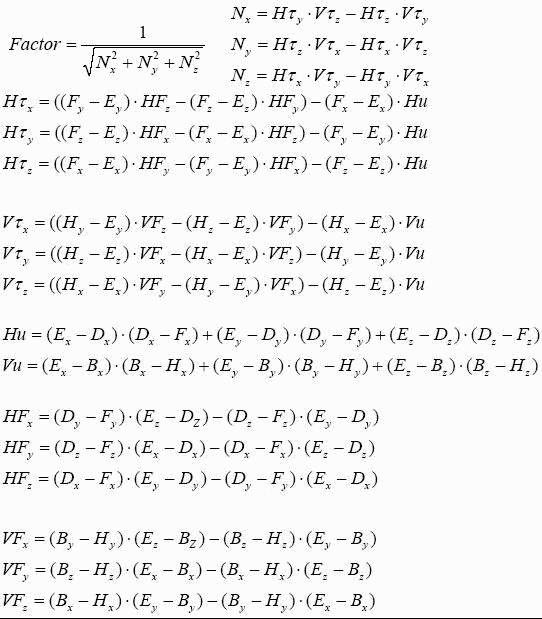 Factor = 1 / √(N_x² + N_y² + N_z²)
N_x = Hτ_y · Vτ_z − Hτ_z · Vτ_y
N_y = Hτ_z · Vτ_x − Hτ_x · Vτ_z
N_z = Hτ_x · Vτ_y − Hτ_y · Vτ_x
Hτ_x = ((F_y − E_y) · HF_z − (F_z − E_z) · HF_y) − (F_x − E_x) · Hu
Hτ_y = ((F_z − E_z) · HF_x − (F_x − E_x) · HF_z) − (F_y − E_y) · Hu
Hτ_z = ((F_x − E_x) · HF_y − (F_y − E_y) · HF_x) − (F_z − E_z) · Hu
Vτ_x = ((H_y − E_y) · VF_z − (H_z − E_z) · VF_y) − (H_x − E_x) · Vu
Vτ_y = ((H_z − E_z) · VF_x − (H_x − E_x) · VF_z) − (H_y − E_y) · Vu
Vτ_z = ((H_x − E_x) · VF_y − (H_y − E_y) · VF_x) − (H_z − E_z) · Vu
Hu = (E_x − D_x) · (D_x − F_x) + (E_y − D_y) · (D_y − F_y) + (E_z − D_z) · (D_z − F_z)
Vu = (E_x − B_x) · (B_x − H_x) + (E_y − B_y) · (B_y − H_y) + (E_z − B_z) · (B_z − H_z)
HF_x = (D_y − F_y) · (E_z − D_Z) − (D_z − F_z) · (E_y − D_y)
HF_y = (D_z − F_z) · (E_x − D_x) − (D_x − F_x) · (E_z − D_z)
HF_z = (D_x − F_x) · (E_y − D_y) − (D_y − F_y) · (E_x − D_x)
VF_x = (B_y − H_y) · (E_z − B_Z) − (B_z − H_z) · (E_y − B_y)
VF_y = (B_z − H_z) · (E_x − B_x) − (B_x − H_x) · (E_z − B_z)
VF_z = (B_x − H_x) · (E_y − B_y) − (B_y − H_y) · (E_x − B_x)